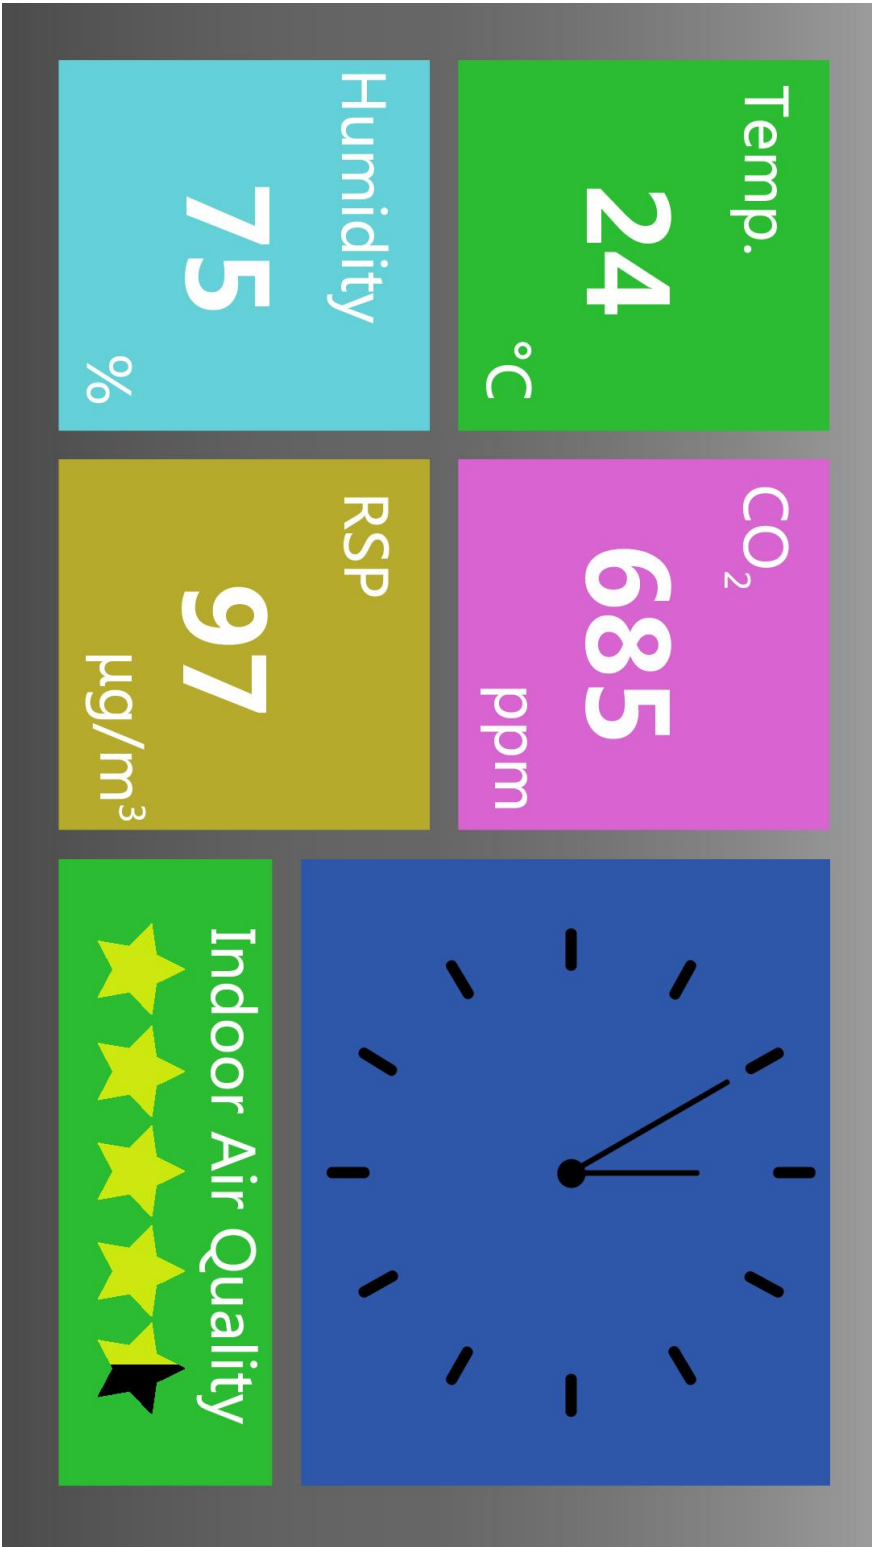 Temp.
24
°C
CO₂
685
ppm
Humidity
75
%
RSP
97
µg/m³
Indoor Air Quality